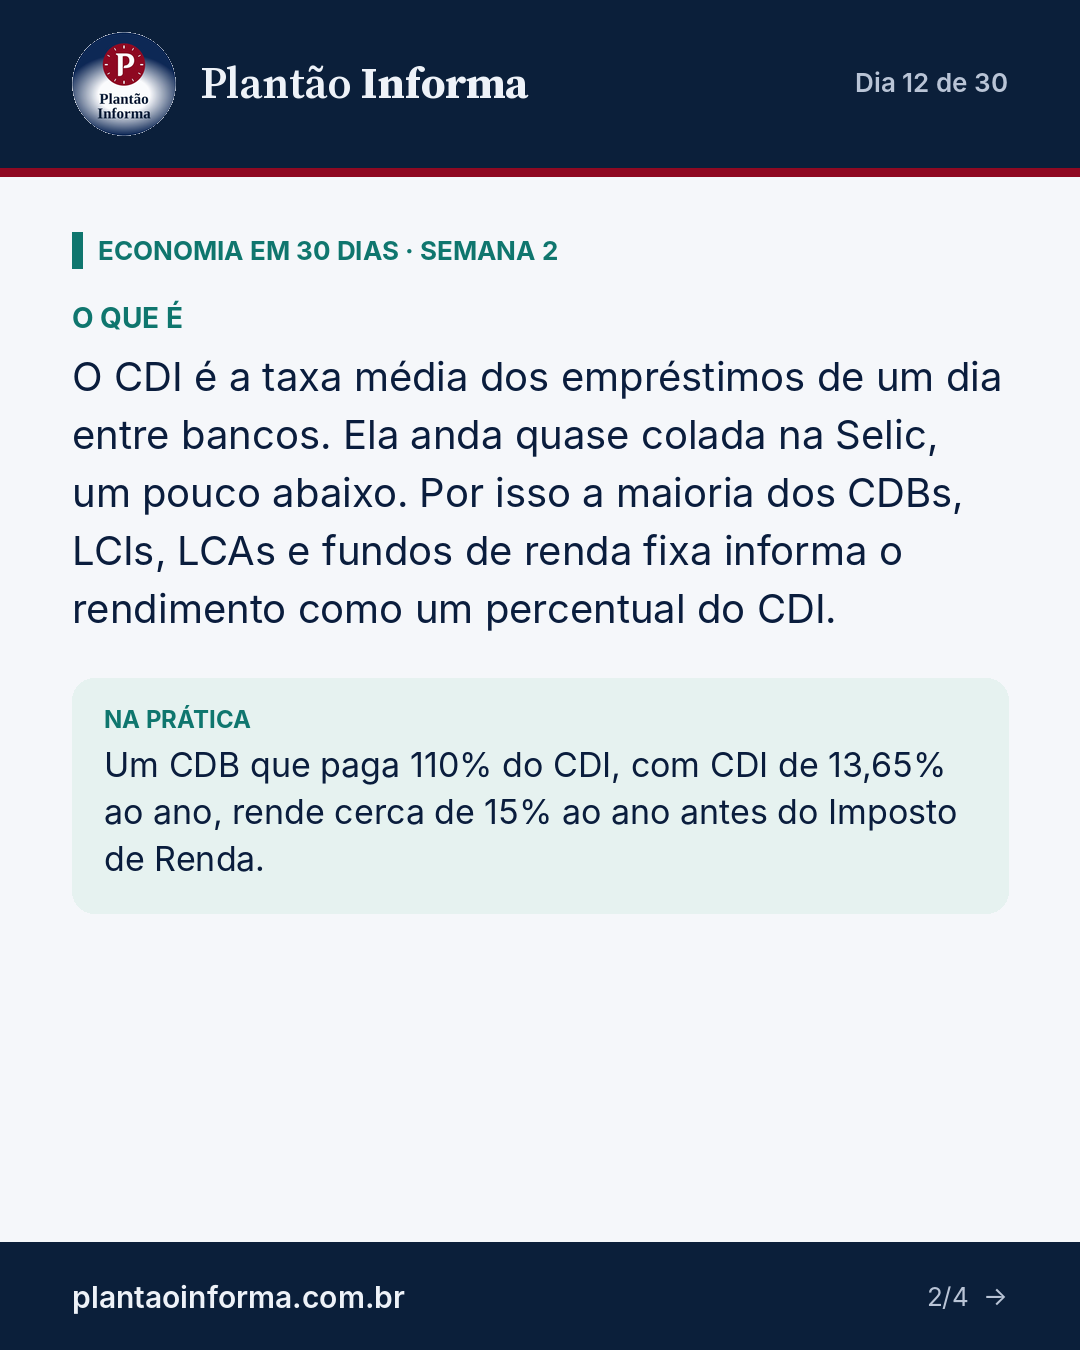 P
Plantão
Informa
Plantão Informa
Dia 12 de 30
ECONOMIA EM 30 DIAS · SEMANA 2
O QUE É
O CDI é a taxa média dos empréstimos de um dia
entre bancos. Ela anda quase colada na Selic,
um pouco abaixo. Por isso a maioria dos CDBs,
LCIs, LCAs e fundos de renda fixa informa o
rendimento como um percentual do CDI.
NA PRÁTICA
Um CDB que paga 110% do CDI, com CDI de 13,65%
ao ano, rende cerca de 15% ao ano antes do Imposto
de Renda.
plantaoinforma.com.br
2/4 →